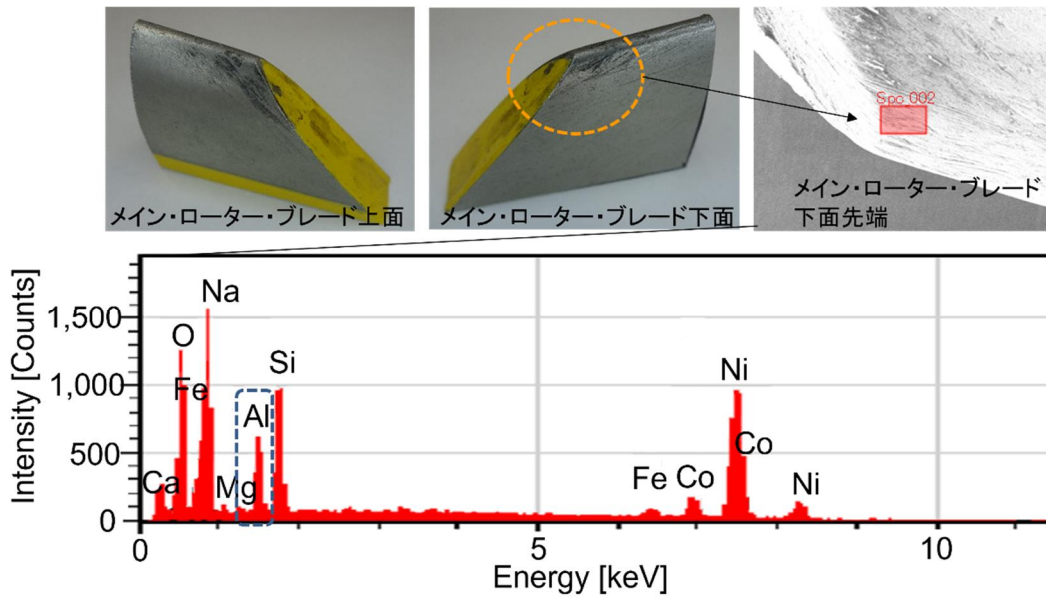 メイン・ローター・ブレード上面
メイン・ローター・ブレード下面
Spc_002
メイン・ローター・ブレード
下面先端
Intensity [Counts]
1,500
1,000
500
0
Ca
O
Fe
Na
Mg
Al
Si
Fe
Co
Ni
Co
Ni
0
5
10
Energy [keV]